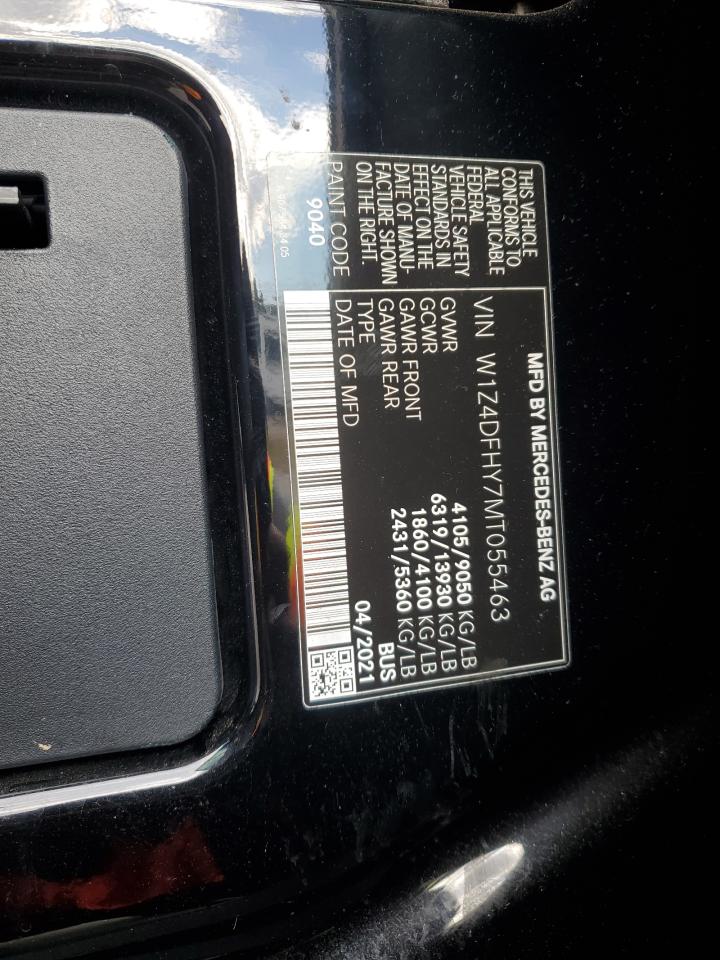 MFD BY MERCEDES-BENZ AG
VIN W1Z4DFHY7MT055463
THIS VEHICLE
CONFORMS TO
ALL APPLICABLE
FEDERAL
VEHICLE SAFETY
STANDARDS IN
EFFECT ON THE
DATE OF MANU-
FACTURE SHOWN
ON THE RIGHT.
PAINT CODE
9040
GVWR 4105/9050 KG/LB
GCWR 6319/13930 KG/LB
GAWR FRONT 1860/4100 KG/LB
GAWR REAR 2431/5360 KG/LB
TYPE BUS
DATE OF MFD 04/2021